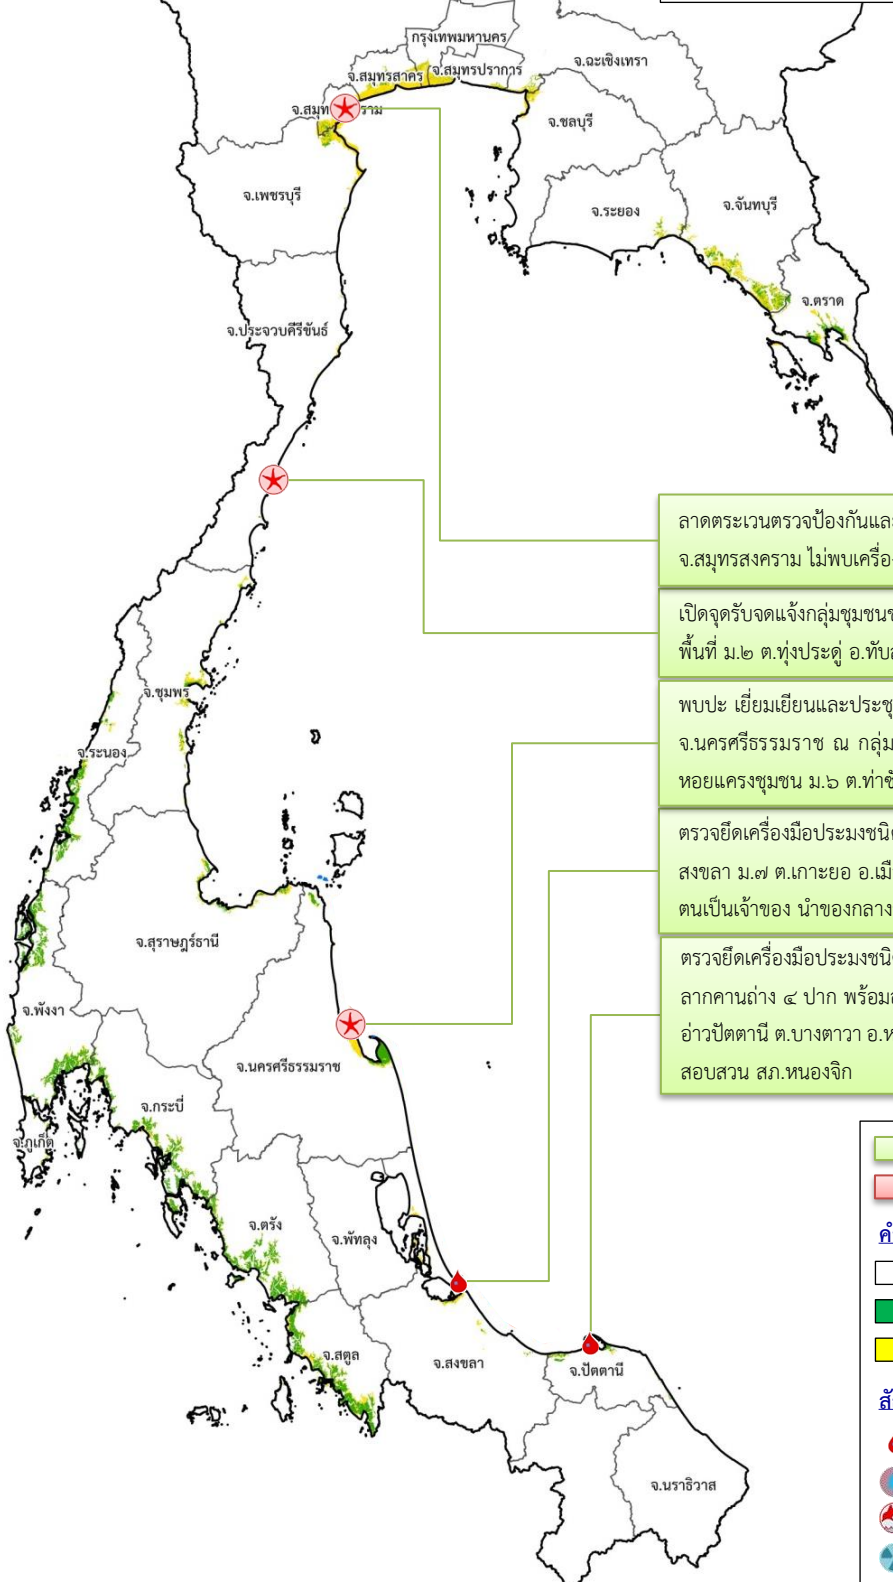 กรุงเทพมหานคร
จ.สมุทรสาคร
จ.สมุทรปราการ
จ.ฉะเชิงเทรา
จ.ชลบุรี
จ.เพชรบุรี
จ.ระยอง
จ.จันทบุรี
จ.ตราด
จ.ประจวบคีรีขันธ์
ลาดตระเวนตรวจป้องกันและ
จ.สมุทรสงคราม ไม่พบเครื่อง
เปิดจุดรับจดแจ้งกลุ่มชุมชน
พื้นที่ ม.๒ ต.ทุ่งประดู่ อ.ทับ
พบปะ เยี่ยมเยียนและประชุ
จ.นครศรีธรรมราช ณ กลุ่ม
หอยแครงชุมชน ม.๖ ต.ท่า
ตรวจยึดเครื่องมือประมงชนิด
สงขลา ม.๗ ต.เกาะยอ อ.เมื
ตนเป็นเจ้าของ นำของกลาง
ตรวจยึดเครื่องมือประมงชนิด
ลากคานถ่าง ๔ ปาก พร้อม
อ่าวปัตตานี ต.บางตาวา อ.ห
สอบสวน สภ.หนองจิก
จ.ชุมพร
จ.ระนอง
จ.สุราษฎร์ธานี
จ.พังงา
จ.นครศรีธรรมราช
จ.กระบี่
จ.ภูเก็ต
จ.ตรัง
จ.พัทลุง
จ.สตูล
จ.สงขลา
จ.ปัตตานี
จ.นราธิวาส